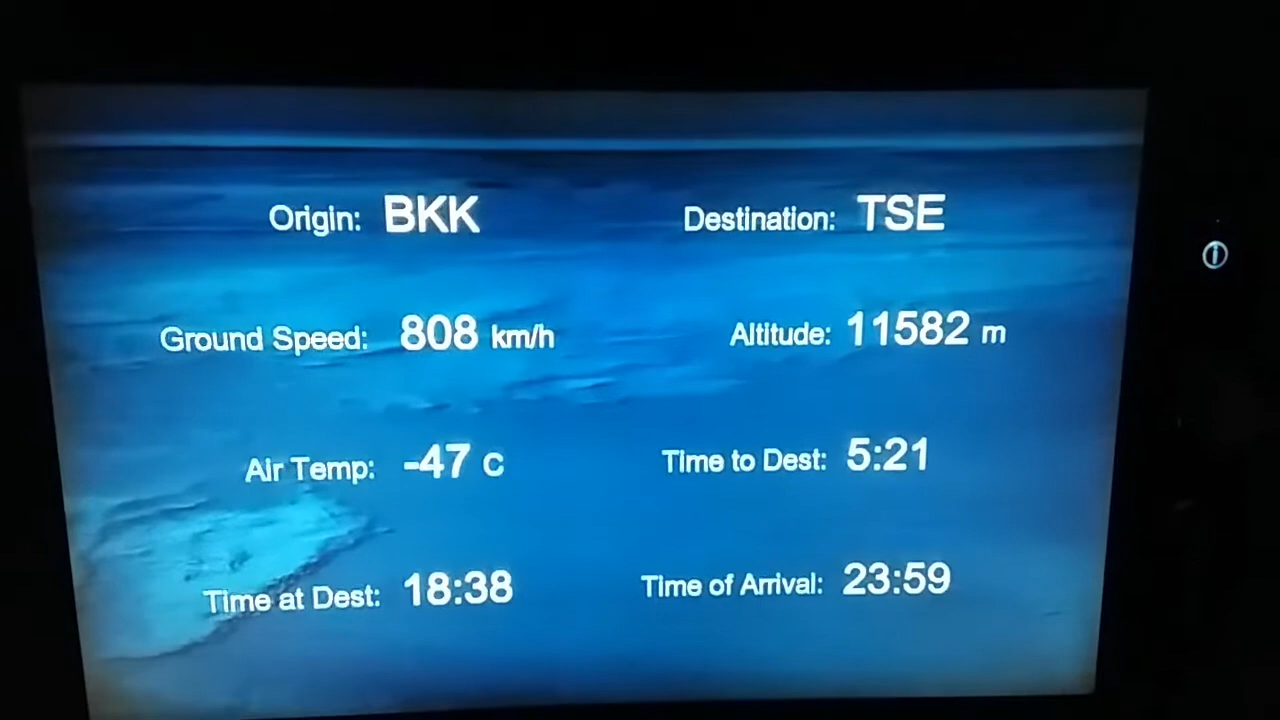 Origin: BKK Destination: TSE
Ground Speed: 808 km/h Altitude: 11582 m
Air Temp: -47 C Time to Dest: 5:21
Time at Dest: 18:38 Time of Arrival: 23:59